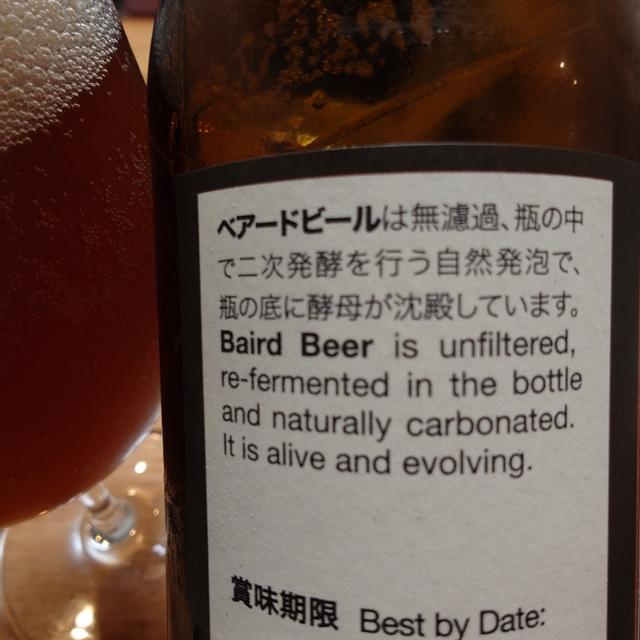 ベアードビールは無濾過、瓶の中
で二次発酵を行う自然発泡で、
瓶の底に酵母が沈殿しています。
Baird Beer is unfiltered,
re-fermented in the bottle
and naturally carbonated.
It is alive and evolving.
賞味期限 Best by Date: